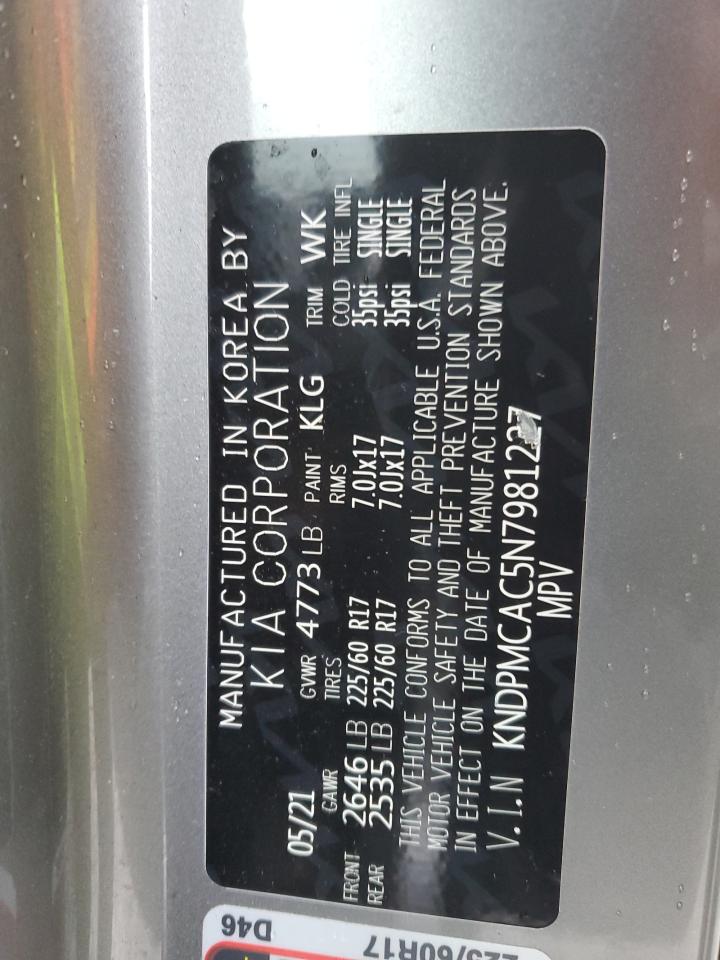 MANUFACTURED IN KOREA BY
KIA CORPORATION
05/21 GVWR 4773 LB PAINT KLG TRIM WK
GAWR TIRES RIMS COLD TIRE INFL
FRONT 2646 LB 225/60 R17 7.0Jx17 35psi SINGLE
REAR 2535 LB 225/60 R17 7.0Jx17 35psi SINGLE
THIS VEHICLE CONFORMS TO ALL APPLICABLE U.S.A. FEDERAL
MOTOR VEHICLE SAFETY AND THEFT PREVENTION STANDARDS
IN EFFECT ON THE DATE OF MANUFACTURE SHOWN ABOVE.
V.I.N KNDPMCAC5N7981227
MPV
D46
225/60R17